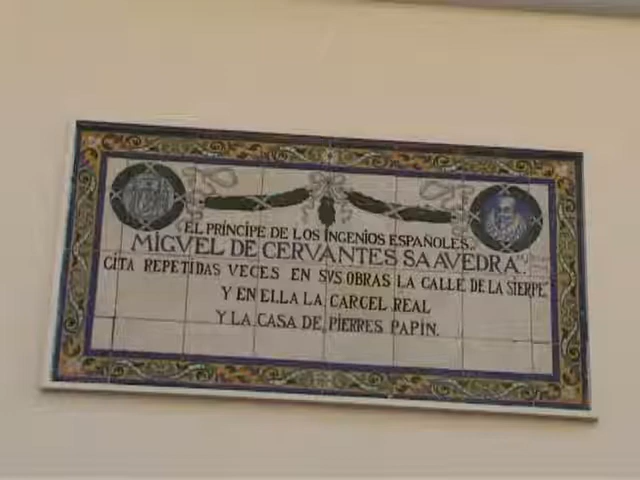 EL PRÍNCIPE DE LOS INGENIOS ESPAÑOLES.
MIGVEL DE CERVANTES SAAVEDRA.
CITA REPETIDAS VECES EN SVS OBRAS LA CALLE DE LA SIERPE,
Y EN ELLA LA CARCEL REAL
Y LA CASA DE PIERRES PAPIN.